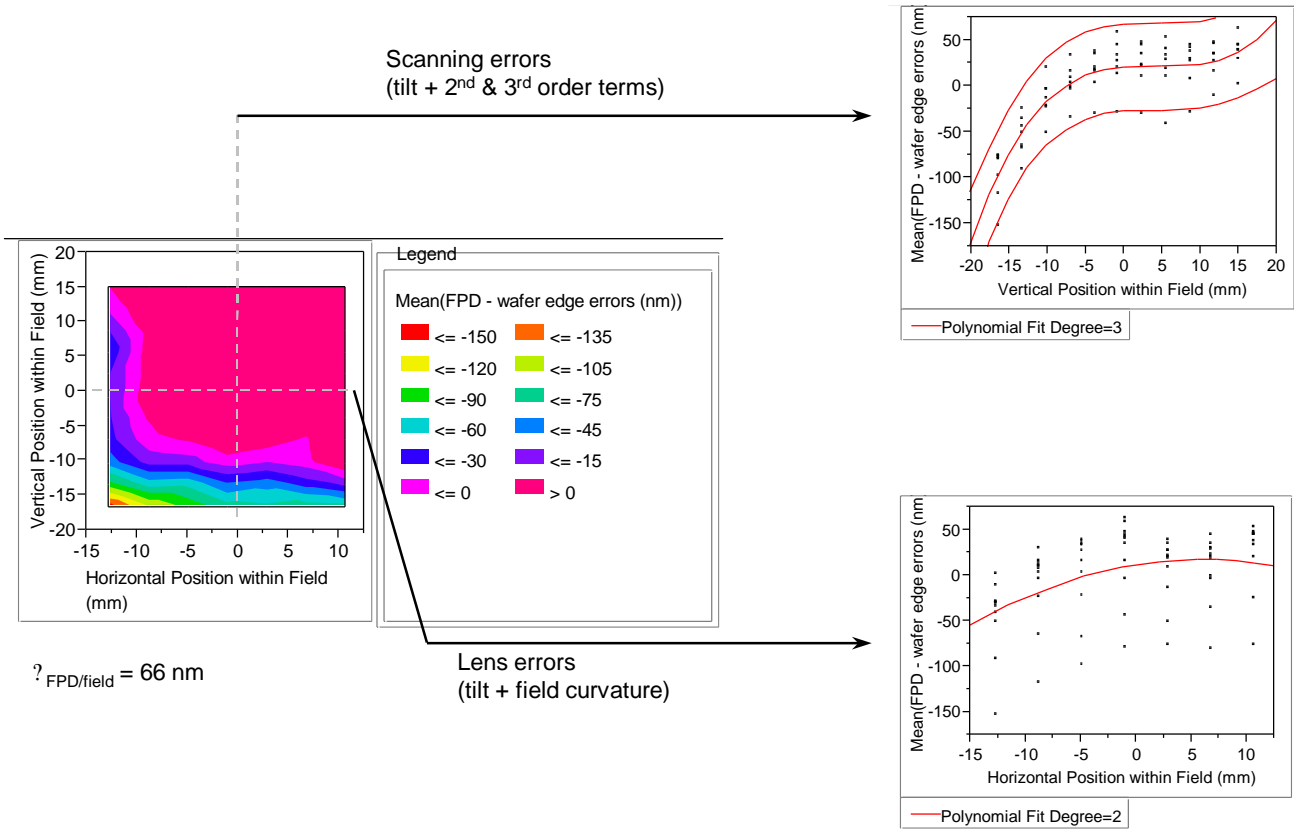 Scanning errors
(tilt + 2nd & 3rd order terms)
Mean(FPD - wafer edge errors (nm)
50
0
-50
-100
-150
-20 -15 -10 -5 0 5 10 15 20
Vertical Position within Field (mm)
Polynomial Fit Degree=3
Vertical Position within Field (mm)
20
15
10
5
0
-5
-10
-15
-20
-15 -10 -5 0 5 10
Horizontal Position within Field
(mm)
Legend
Mean(FPD - wafer edge errors (nm))
<= -150 <= -135
<= -120 <= -105
<= -90 <= -75
<= -60 <= -45
<= -30 <= -15
<= 0 > 0
?FPD/field = 66 nm
Lens errors
(tilt + field curvature)
Mean(FPD - wafer edge errors (nm)
50
0
-50
-100
-150
-15 -10 -5 0 5 10
Horizontal Position within Field (mm)
Polynomial Fit Degree=2